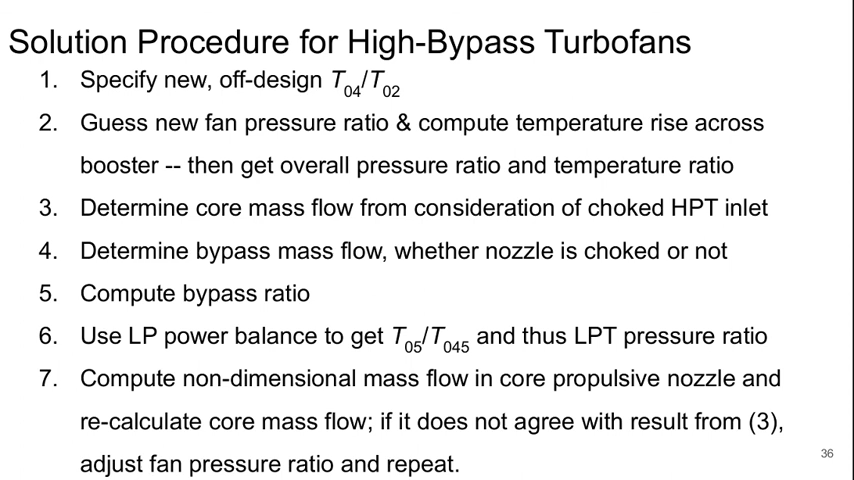 Solution Procedure for High-Bypass Turbofans
1. Specify new, off-design T04/T02
2. Guess new fan pressure ratio & compute temperature rise across
booster -- then get overall pressure ratio and temperature ratio
3. Determine core mass flow from consideration of choked HPT inlet
4. Determine bypass mass flow, whether nozzle is choked or not
5. Compute bypass ratio
6. Use LP power balance to get T05/T045 and thus LPT pressure ratio
7. Compute non-dimensional mass flow in core propulsive nozzle and
re-calculate core mass flow; if it does not agree with result from (3),
adjust fan pressure ratio and repeat.
36